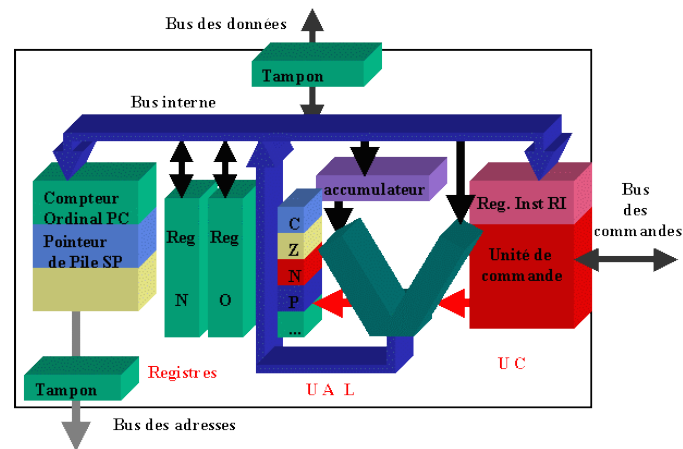 Bus des données
Tampon
Bus interne
Compteur
Ordinal PC
Pointeur
de Pile SP
Reg
N
Reg
O
C
Z
N
P
...
accumulateur
Reg. Inst RI
Unité de
commande
Bus
des
commandes
Registres
U A L
U C
Tampon
Bus des adresses